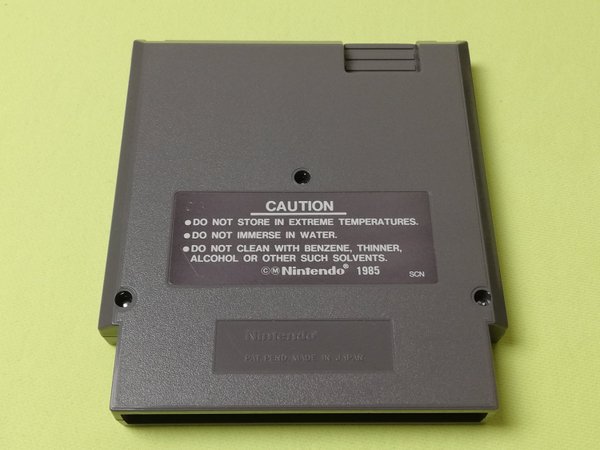 CAUTION
●DO NOT STORE IN EXTREME TEMPERATURES.
●DO NOT IMMERSE IN WATER.
●DO NOT CLEAN WITH BENZENE, THINNER,
ALCOHOL OR OTHER SUCH SOLVENTS.
©Ⓜ Nintendo® 1985 SCN
Nintendo®
PAT. PEND. MADE IN JAPAN